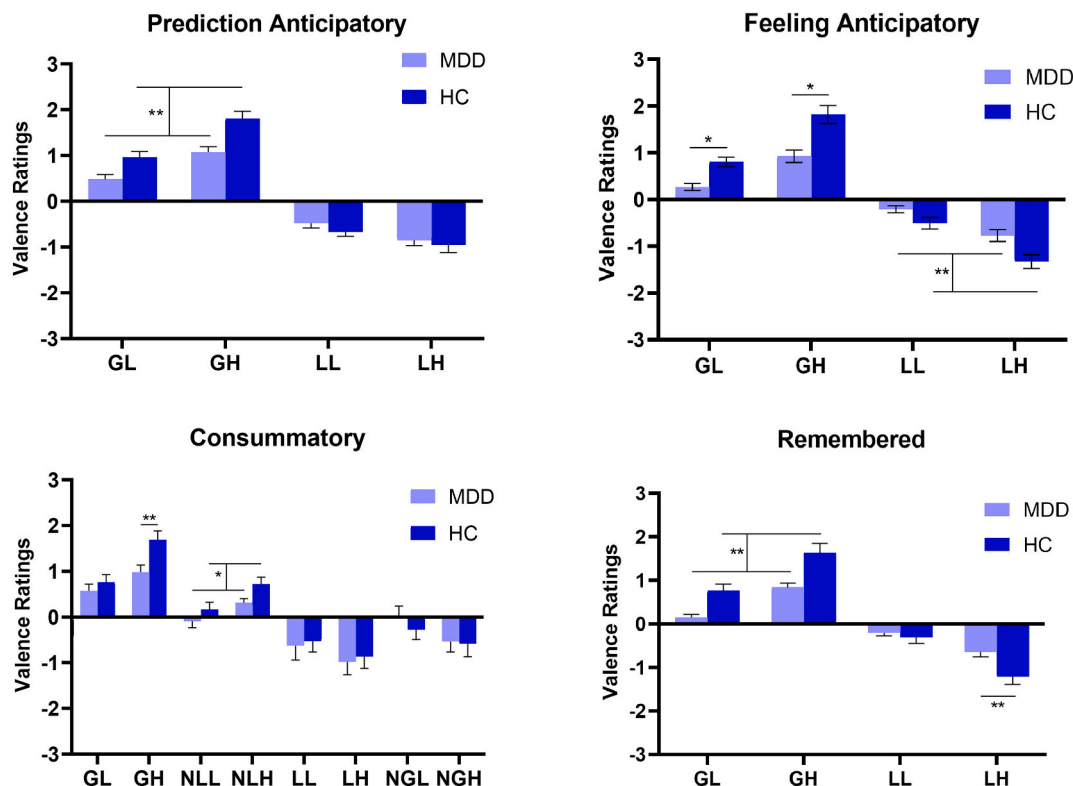 Prediction Anticipatory
MDD
HC
3
2
1
0
-1
-2
-3
Valence Ratings
**
GL GH LL LH
Feeling Anticipatory
MDD
HC
3
2
1
0
-1
-2
-3
Valence Ratings
*
*
**
GL GH LL LH
Consummatory
MDD
HC
3
2
1
0
-1
-2
-3
Valence Ratings
**
*
GL GH NLL NLH LL LH NGL NGH
Remembered
MDD
HC
3
2
1
0
-1
-2
-3
Valence Ratings
**
**
GL GH LL LH